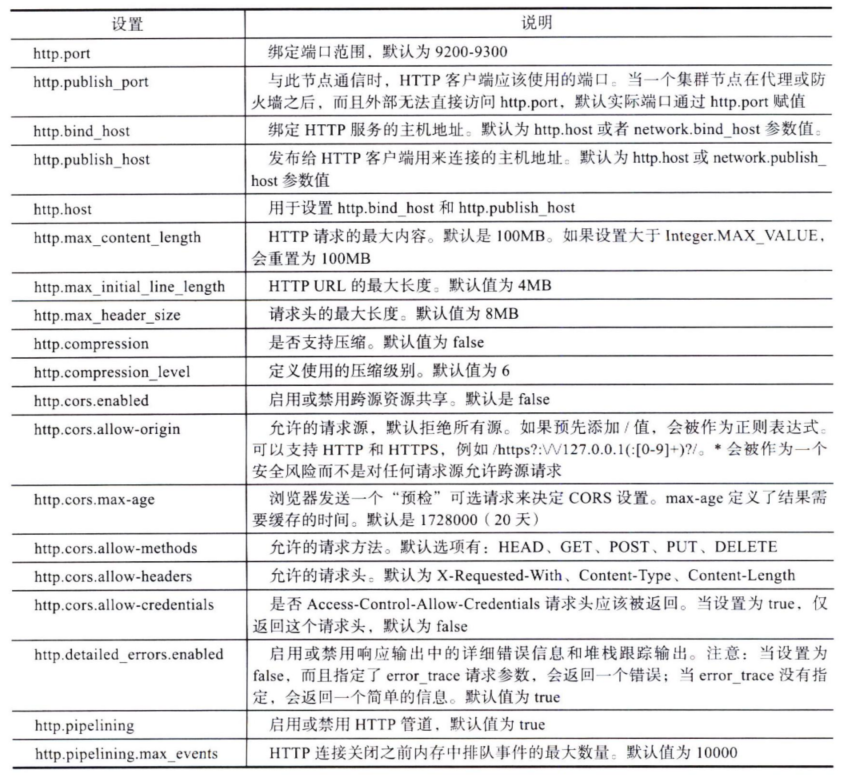 设置 说明
http.port 绑定端口范围，默认为 9200-9300
http.publish_port 与此节点通信时，HTTP 客户端应该使用的端口。当一个集群节点在代理或防
火墙之后，而且外部无法直接访问 http.port，默认实际端口通过 http.port 赋值
http.bind_host 绑定 HTTP 服务的主机地址。默认为 http.host 或者 network.bind_host 参数值。
http.publish_host 发布给 HTTP 客户端用来连接的主机地址。默认为 http.host 或 network.publish_
host 参数值
http.host 用于设置 http.bind_host 和 http.publish_host
http.max_content_length HTTP 请求的最大内容。默认是 100MB。如果设置大于 Integer.MAX_VALUE，
会重置为 100MB
http.max_initial_line_length HTTP URL 的最大长度。默认值为 4MB
http.max_header_size 请求头的最大长度。默认值为 8MB
http.compression 是否支持压缩。默认值为 false
http.compression_level 定义使用的压缩级别。默认值为 6
http.cors.enabled 启用或禁用跨源资源共享。默认是 false
http.cors.allow-origin 允许的请求源，默认拒绝所有源。如果预先添加 / 值，会被作为正则表达式。
可以支持 HTTP 和 HTTPS，例如 /https?:\/\/127.0.0.1(:[0-9]+)?/。* 会被作为一个
安全风险而不是对任何请求源允许跨源请求
http.cors.max-age 浏览器发送一个“预检”可选请求来决定 CORS 设置。max-age 定义了结果需
要缓存的时间。默认是 1728000（20 天）
http.cors.allow-methods 允许的请求方法。默认选项有：HEAD、GET、POST、PUT、DELETE
http.cors.allow-headers 允许的请求头。默认为 X-Requested-With、Content-Type、Content-Length
http.cors.allow-credentials 是否 Access-Control-Allow-Credentials 请求头应该被返回。当设置为 true，仅
返回这个请求头，默认为 false
http.detailed_errors.enabled 启用或禁用响应输出中的详细错误信息和堆栈跟踪输出。注意：当设置为
false，而且指定了 error_trace 请求参数，会返回一个错误；当 error_trace 没有指
定，会返回一个简单的信息。默认值为 true
http.pipelining 启用或禁用 HTTP 管道，默认值为 true
http.pipelining.max_events HTTP 连接关闭之前内存中排队事件的最大数量。默认值为 10000